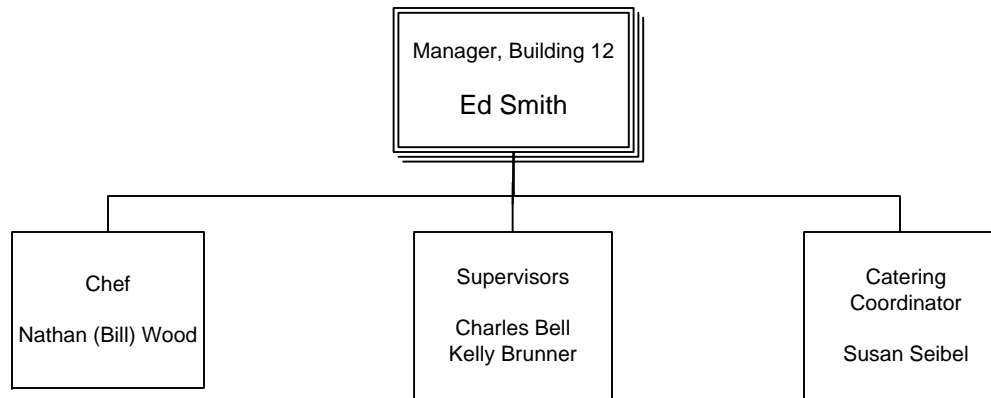 Manager, Building 12
Ed Smith
Chef
Nathan (Bill) Wood
Supervisors
Charles Bell
Kelly Brunner
Catering
Coordinator
Susan Seibel